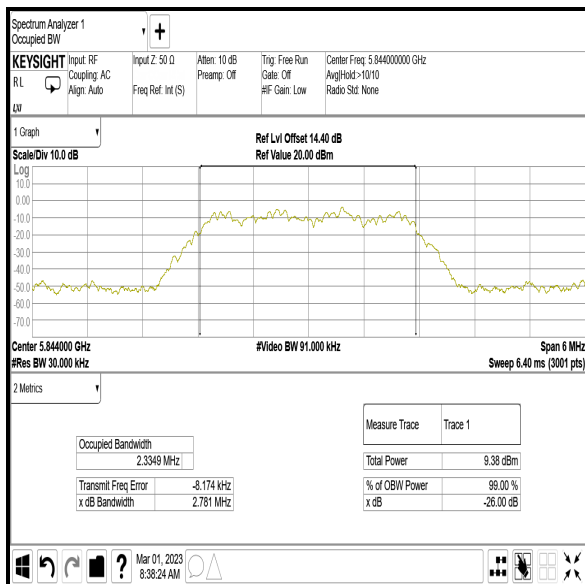 Spectrum Analyzer 1
Occupied BW
KEYSIGHT
R L
LXI
Input: RF
Coupling: AC
Align: Auto
Input Z: 50 Ω
Freq Ref: Int (S)
Atten: 10 dB
Preamp: Off
Trig: Free Run
Gate: Off
#IF Gain: Low
Center Freq: 5.844000000 GHz
Avg|Hold:>10/10
Radio Std: None
1 Graph
Scale/Div 10.0 dB
Ref Lvl Offset 14.40 dB
Ref Value 20.00 dBm
Log
10.0
0.00
-10.0
-20.0
-30.0
-40.0
-50.0
-60.0
-70.0
Center 5.844000 GHz
#Res BW 30.000 kHz
#Video BW 91.000 kHz
Span 6 MHz
Sweep 6.40 ms (3001 pts)
2 Metrics
Occupied Bandwidth
2.3349 MHz
Transmit Freq Error -8.174 kHz
x dB Bandwidth 2.781 MHz
Measure Trace Trace 1
Total Power 9.38 dBm
% of OBW Power 99.00 %
x dB -26.00 dB
?
Mar 01, 2023
8:38:24 AM